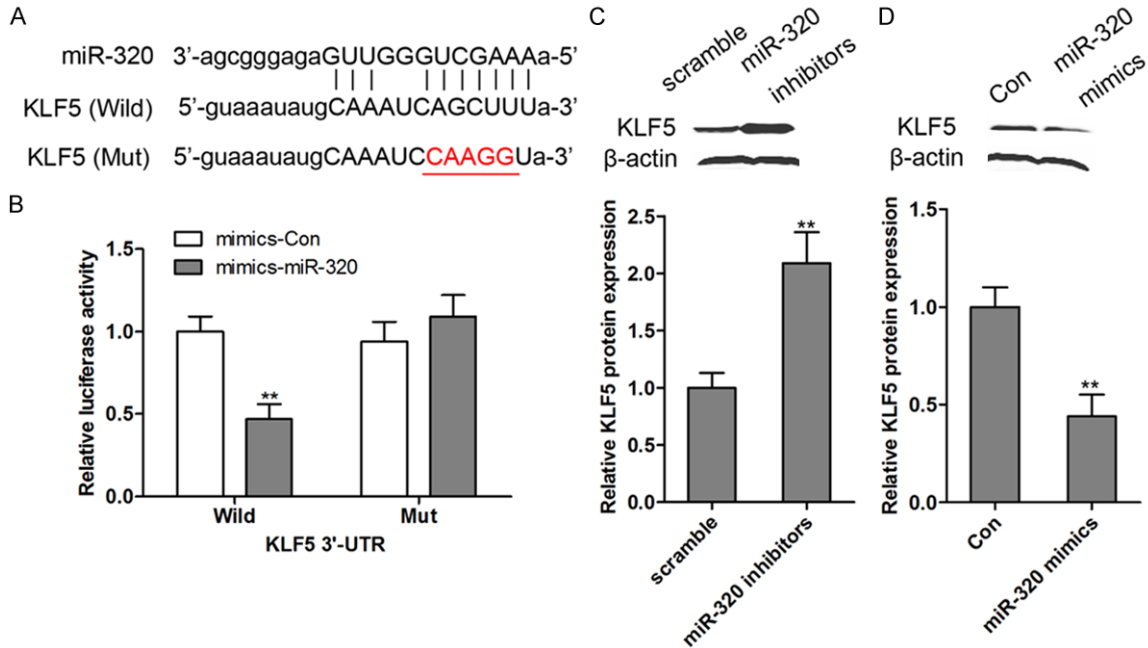 A
miR-320 3'-agcgggagaGUUGGGUCGAAAa-5'
KLF5 (Wild) 5'-guaaauaugCAAAUCAGCUUUa-3'
KLF5 (Mut) 5'-guaaauaugCAAAUCCAAGGUa-3'
B
mimics-Con
mimics-miR-320
Relative luciferase activity
1.5
1.0
0.5
0.0
**
Wild Mut
KLF5 3'-UTR
C
scramble
miR-320
inhibitors
KLF5
β-actin
Relative KLF5 protein expression
2.5
2.0
1.5
1.0
0.5
0.0
**
scramble
miR-320 inhibitors
D
Con
miR-320
mimics
KLF5
β-actin
Relative KLF5 protein expression
1.5
1.0
0.5
0.0
**
Con
miR-320 mimics